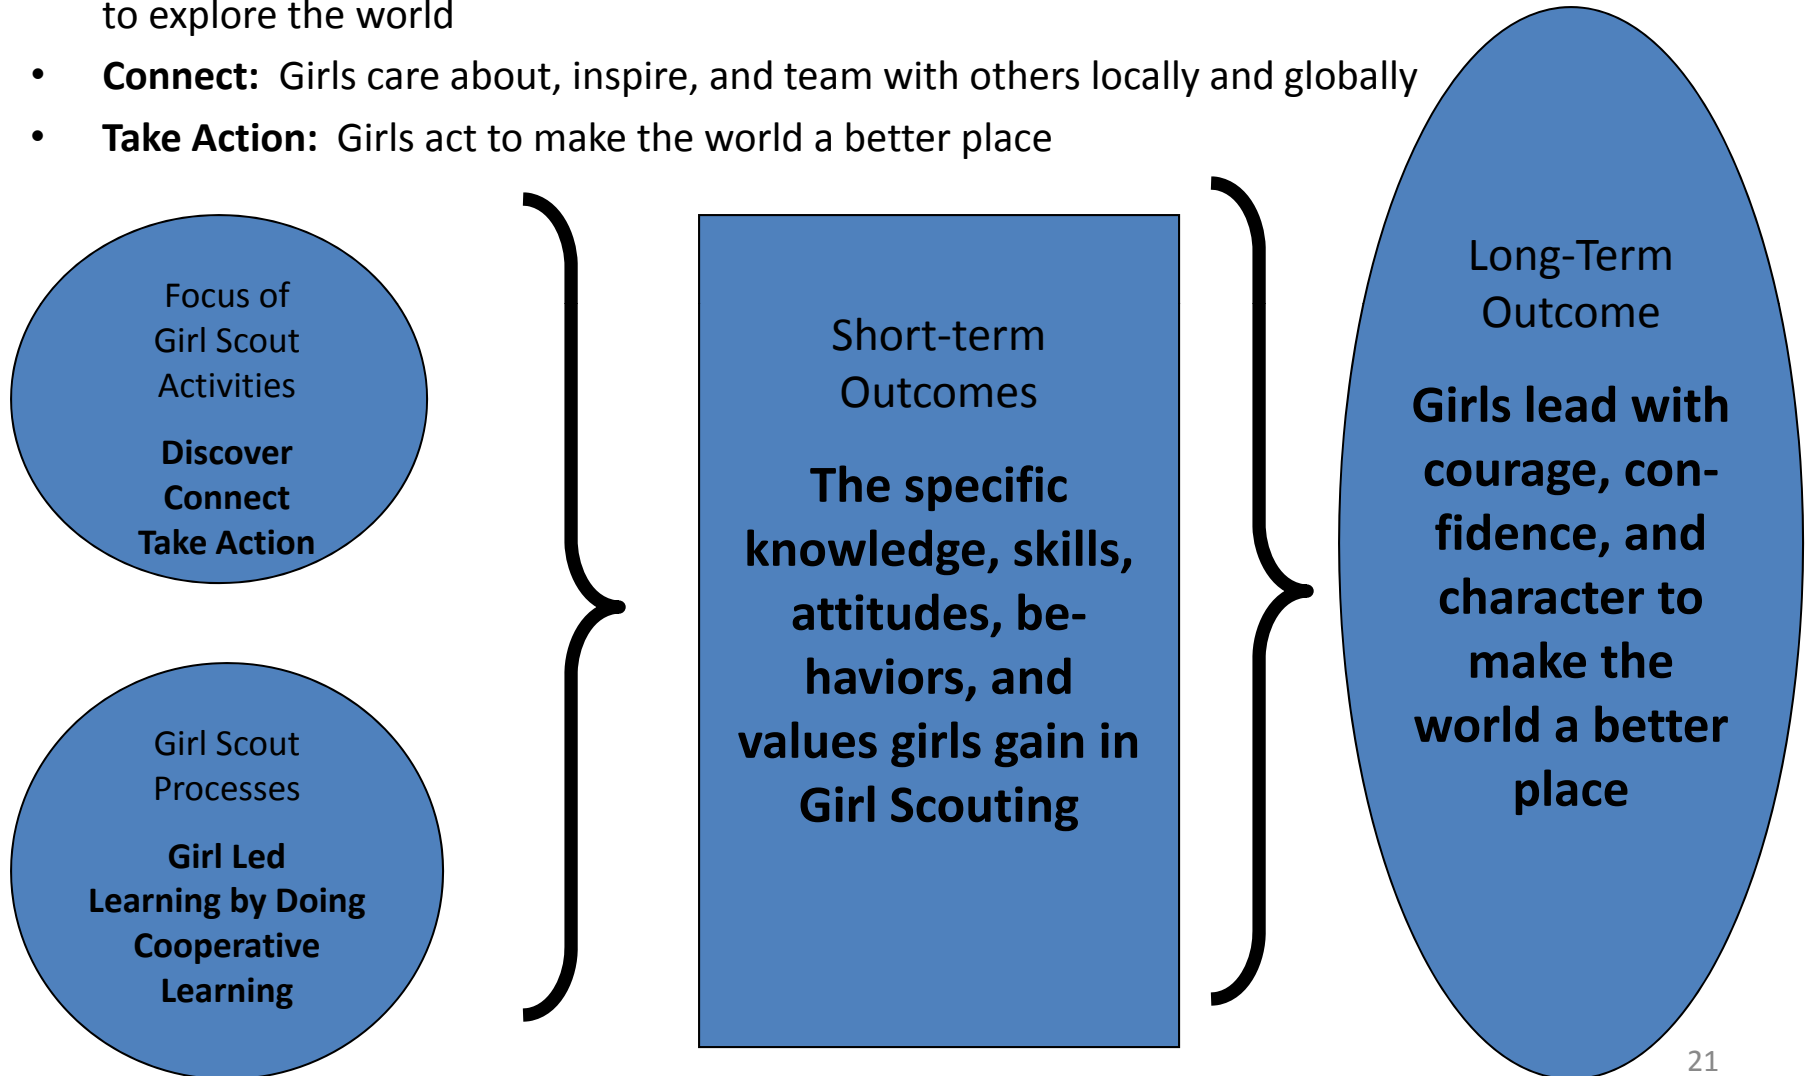 to explore the world
• Connect: Girls care about, inspire, and team with others locally and globally
• Take Action: Girls act to make the world a better place
Focus of
Girl Scout
Activities
Discover
Connect
Take Action
Girl Scout
Processes
Girl Led
Learning by Doing
Cooperative
Learning
Short-term
Outcomes
The specific
knowledge, skills,
attitudes, be-
haviors, and
values girls gain in
Girl Scouting
Long-Term
Outcome
Girls lead with
courage, con-
fidence, and
character to
make the
world a better
place
21